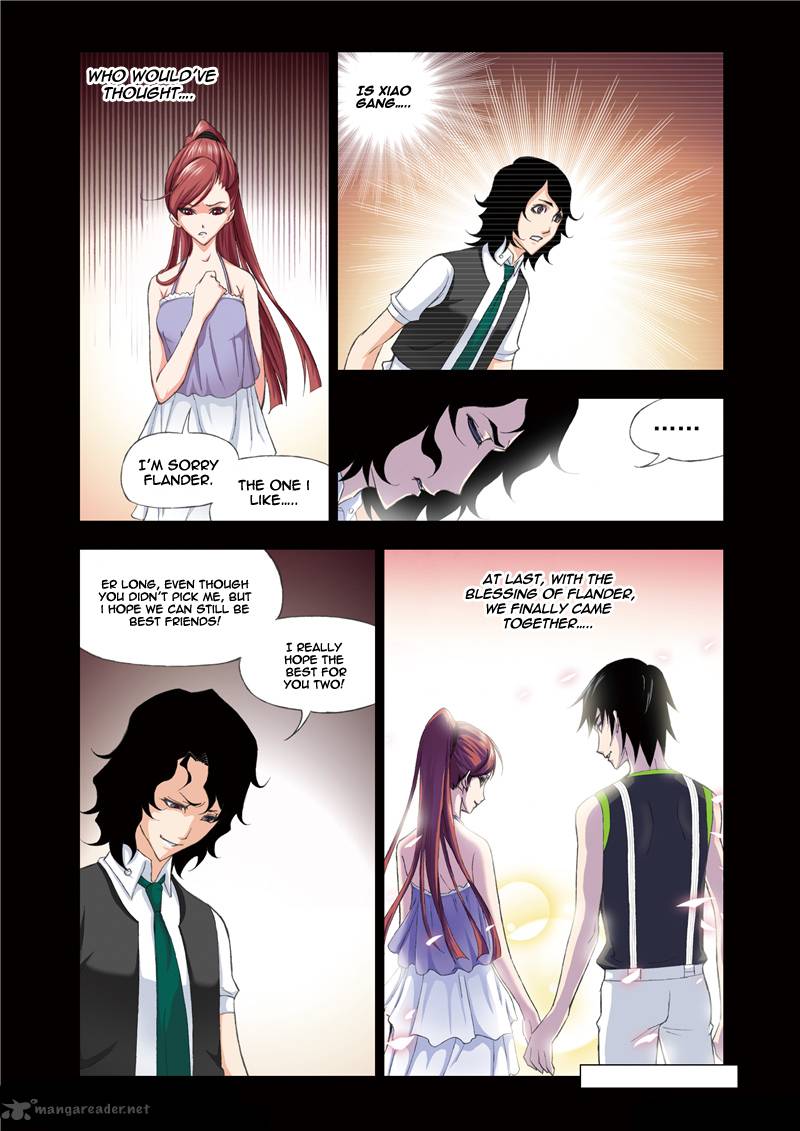 WHO WOULD'VE
THOUGHT....
I'M SORRY
FLANDER.
THE ONE I
LIKE.....
IS XIAO
GANG.....
......
ER LONG, EVEN THOUGH
YOU DIDN'T PICK ME, BUT
I HOPE WE CAN STILL BE
BEST FRIENDS!
I REALLY
HOPE THE
BEST FOR
YOU TWO!
AT LAST, WITH THE
BLESSING OF FLANDER,
WE FINALLY CAME
TOGETHER.....
mangareader.net